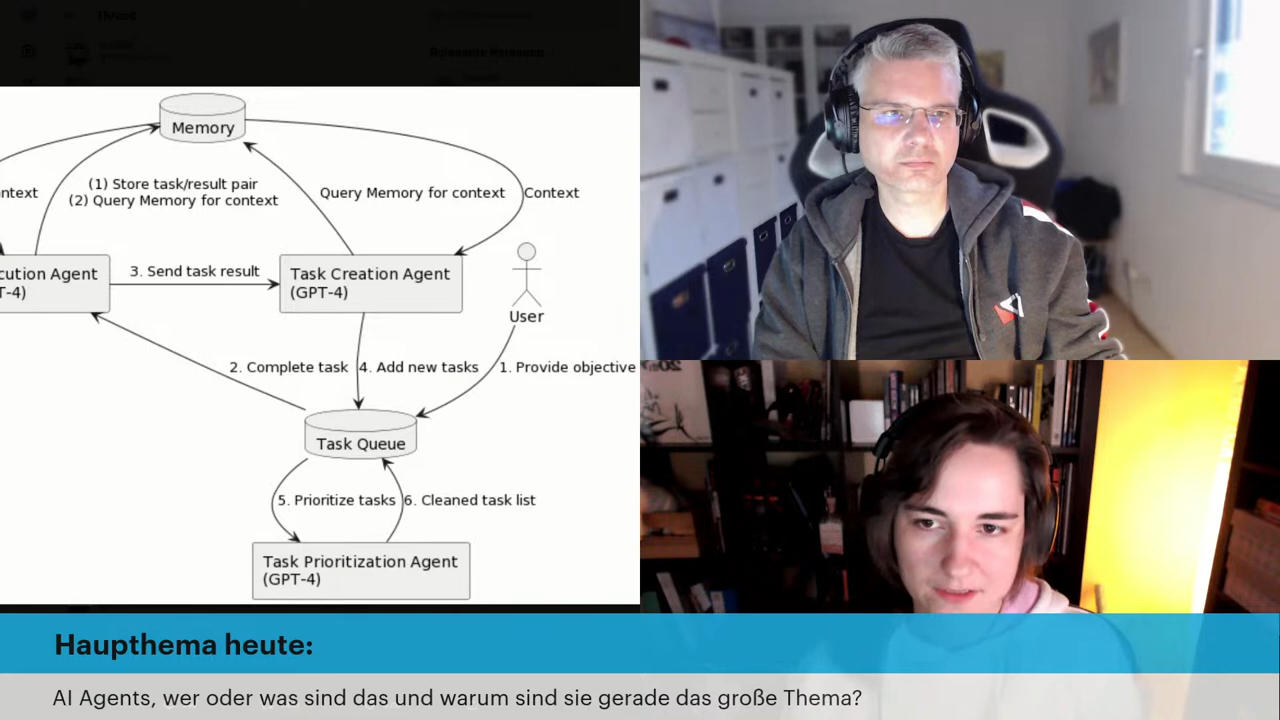 Memory
ntext
(1) Store task/result pair
(2) Query Memory for context
Query Memory for context
Context
cution Agent
T-4)
3. Send task result
Task Creation Agent
(GPT-4)
User
2. Complete task
4. Add new tasks
1. Provide objective
Task Queue
5. Prioritize tasks
6. Cleaned task list
Task Prioritization Agent
(GPT-4)
Haupthema heute:
AI Agents, wer oder was sind das und warum sind sie gerade das große Thema?